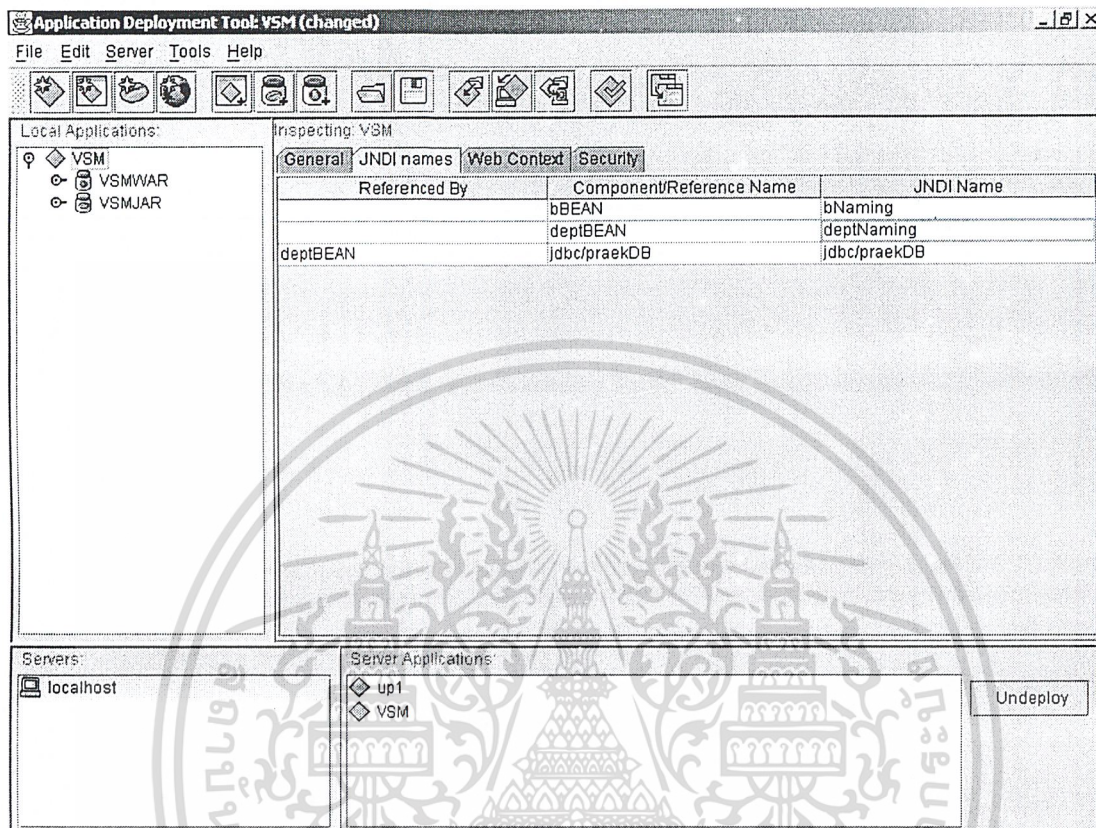 Application Deployment Tool: VSM (changed)
File Edit Server Tools Help
Local Applications:
VSM
VSMWAR
VSMJAR
Inspecting: VSM
General JNDI names Web Context Security
Referenced By Component/Reference Name JNDI Name
bBEAN bNaming
deptBEAN deptNaming
deptBEAN jdbc/praekDB jdbc/praekDB
Servers:
localhost
Server Applications:
up1
VSM
Undeploy